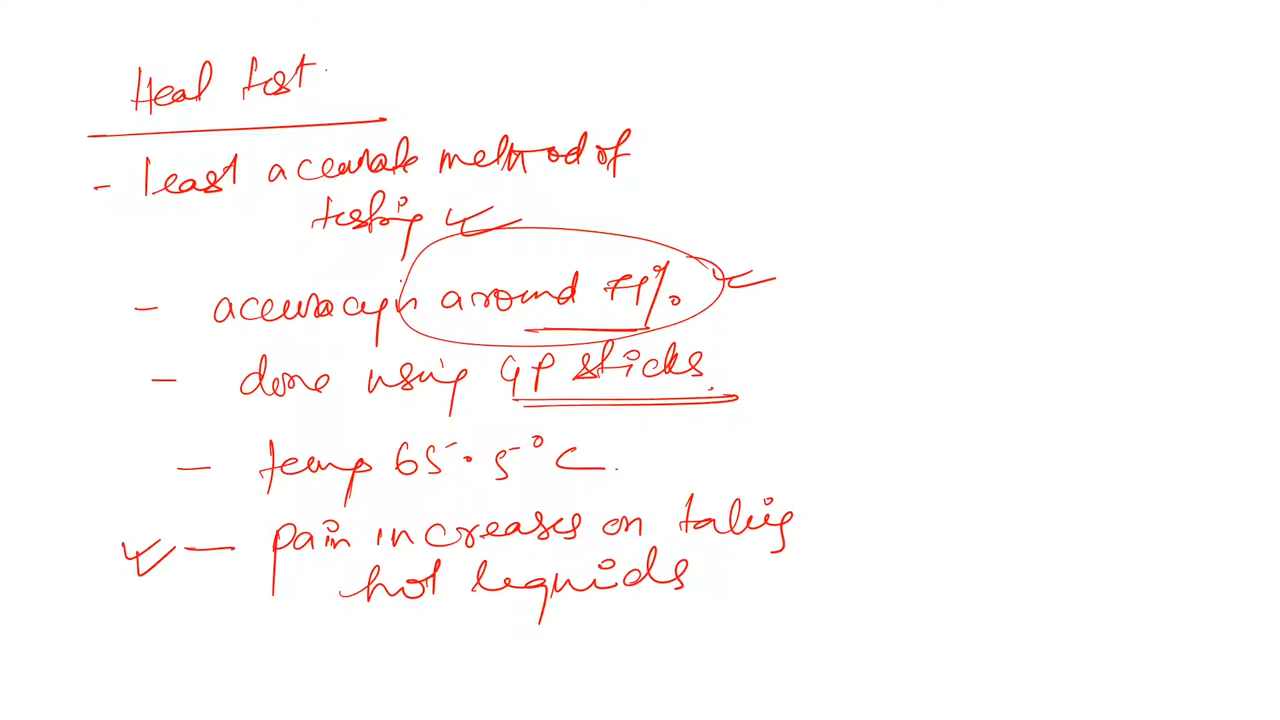 Heat test
- least accurate method of
testing
- accuracy is around 71%
- done using GP sticks.
- temp 65.5°C.
- pain increases on taking
hot liquids